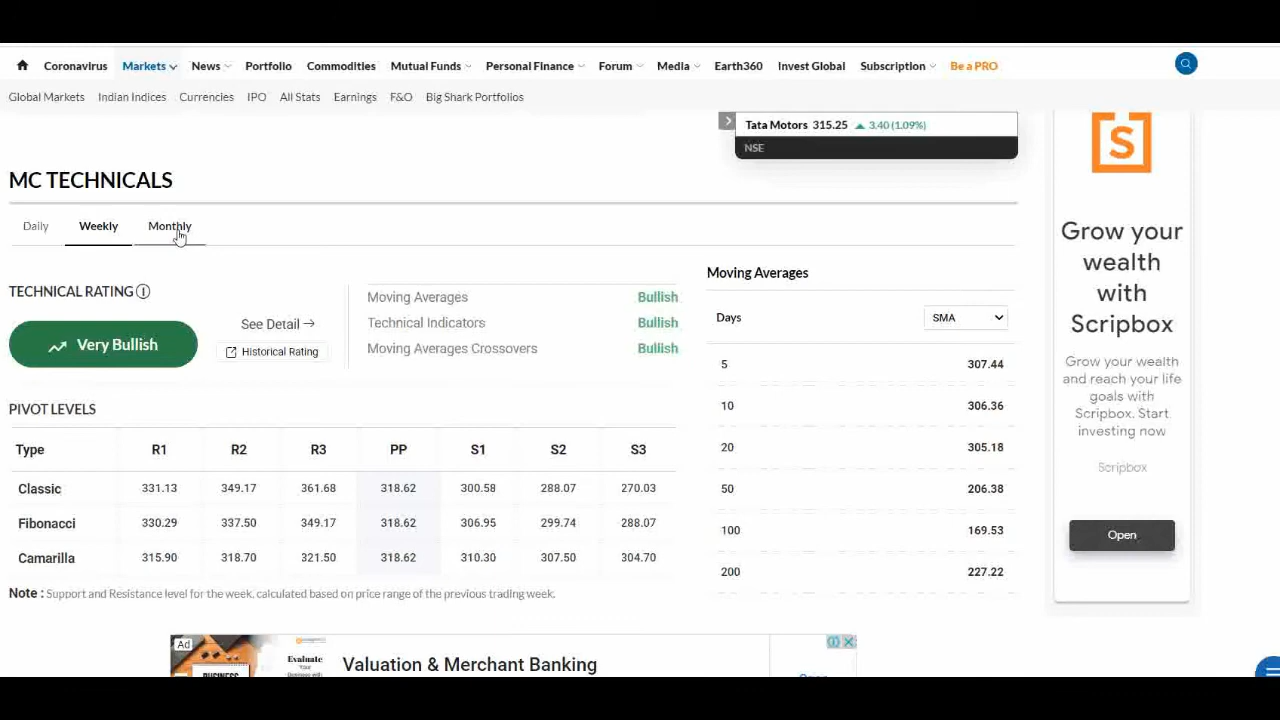 Coronavirus Markets News Portfolio Commodities Mutual Funds Personal Finance Forum Media Earth360 Invest Global Subscription Be a PRO
Global Markets Indian Indices Currencies IPO All Stats Earnings F&O Big Shark Portfolios
Tata Motors 315.25 ▲ 3.40 (1.09%)
NSE
MC TECHNICALS
Daily Weekly Monthly
TECHNICAL RATING
Very Bullish
See Detail →
Historical Rating
Moving Averages Bullish
Technical Indicators Bullish
Moving Averages Crossovers Bullish
PIVOT LEVELS
Type R1 R2 R3 PP S1 S2 S3
Classic 331.13 349.17 361.68 318.62 300.58 288.07 270.03
Fibonacci 330.29 337.50 349.17 318.62 306.95 299.74 288.07
Camarilla 315.90 318.70 321.50 318.62 310.30 307.50 304.70
Note : Support and Resistance level for the week, calculated based on price range of the previous trading week.
Moving Averages
Days SMA
5 307.44
10 306.36
20 305.18
50 206.38
100 169.53
200 227.22
S
Grow your
wealth
with
Scripbox
Grow your wealth
and reach your life
goals with
Scripbox. Start
investing now
Scripbox
Open
Ad
Evaluate
Valuation & Merchant Banking